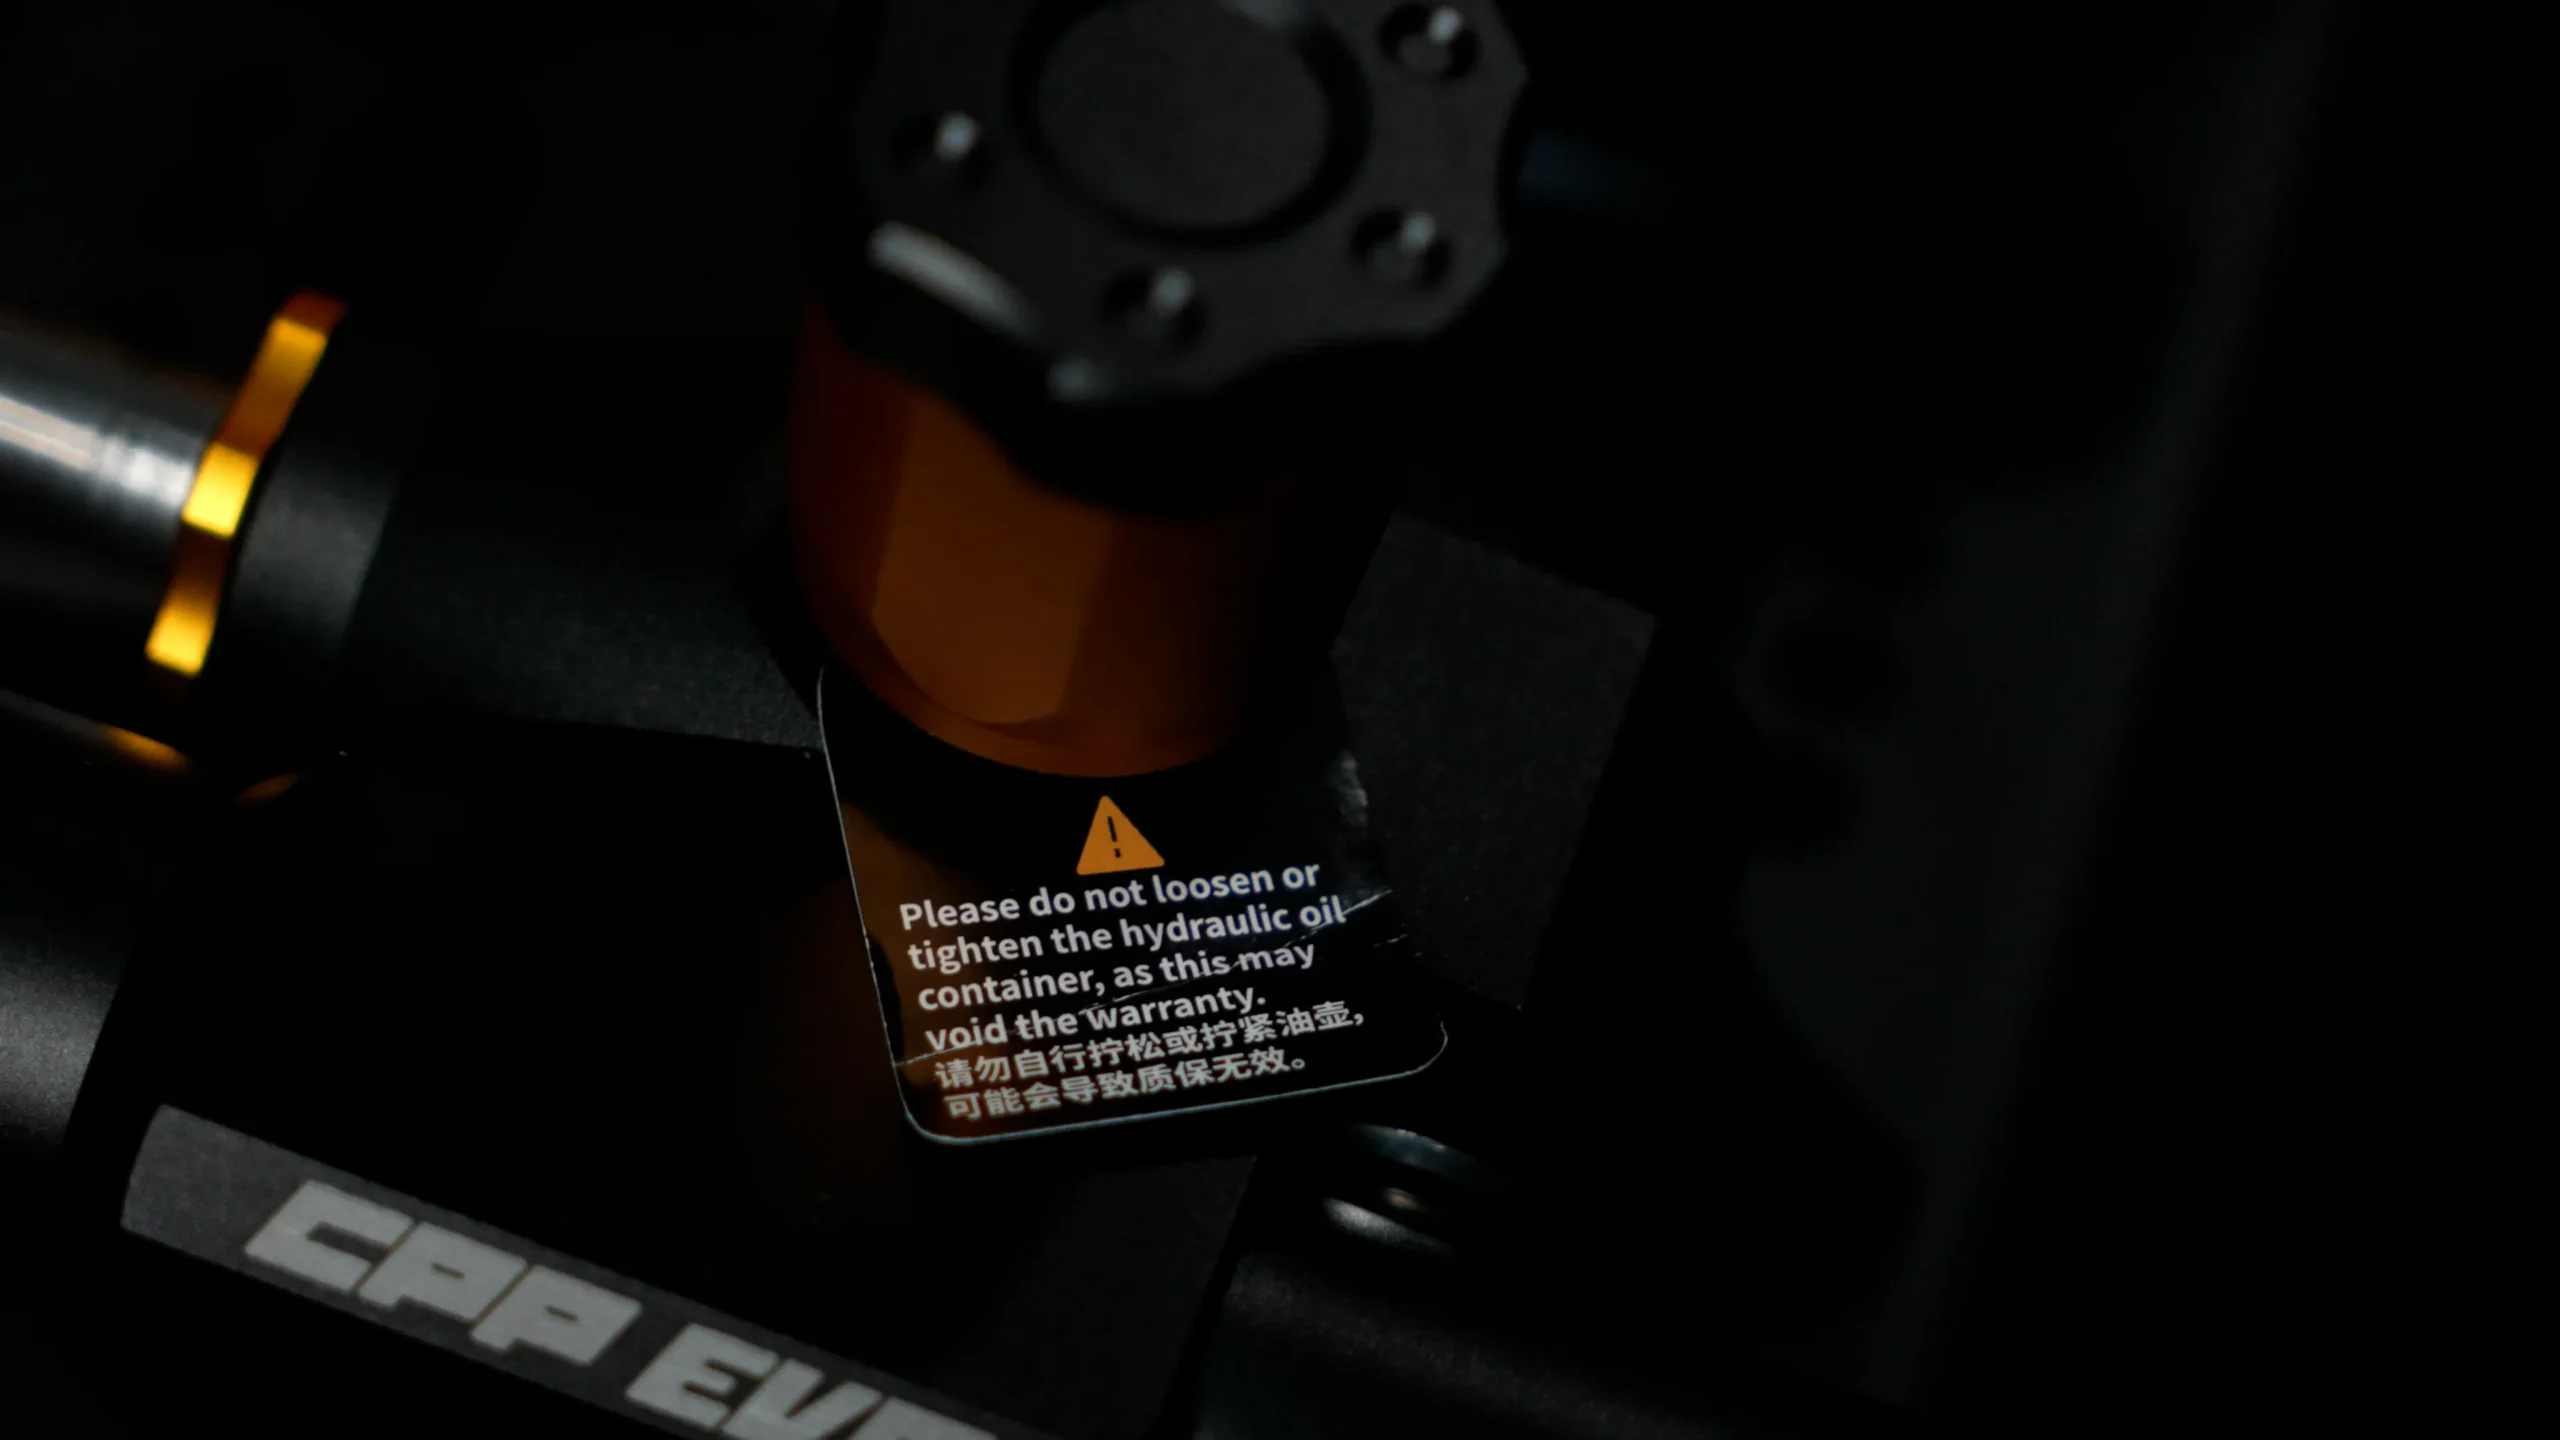 Please do not loosen or
tighten the hydraulic oil
container, as this may
void the warranty.
请勿自行拧松或拧紧油壶，
可能会导致质保无效。
CPP